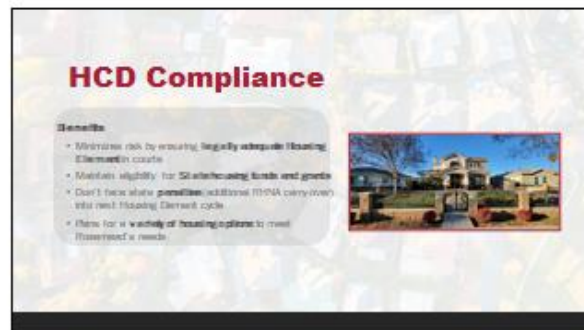 HCD Compliance
Benefits
• Minimizes risk by ensuring legally adequate Housing
Element in courts
• Maintain eligibility for State housing funds and grants
• Don't face state penalties additional RHNA carry-overs
into next Housing Element cycle
• Plans for a variety of housing options to meet
Rosemead's needs